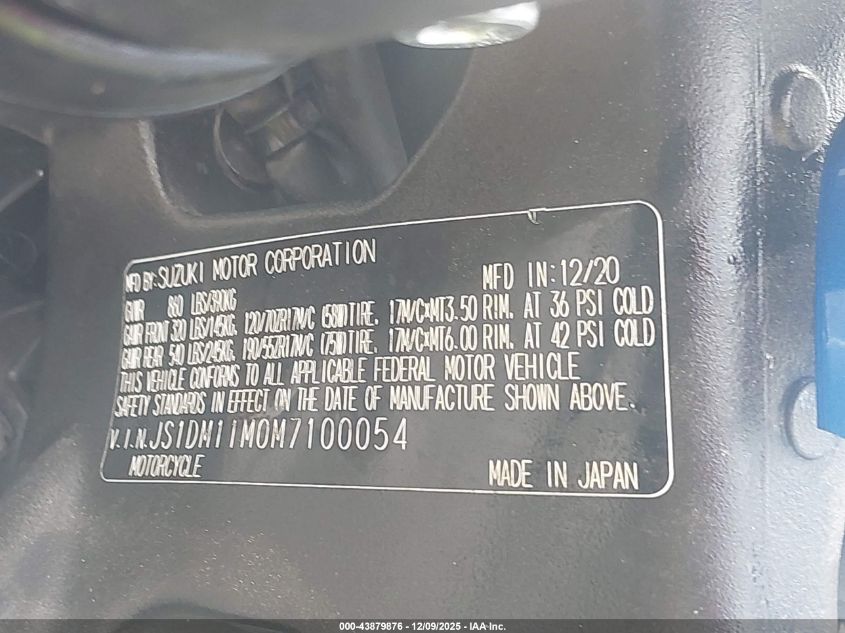 MFD BY:SUZUKI MOTOR CORPORATION MFD IN:12/20
GVWR 860 LBS/390KG
GAWR FRONT 320 LBS/145KG, 120/70ZR17M/C (58W)TIRE, 17M/CxMT3.50 RIM, AT 36 PSI COLD
GAWR REAR 540 LBS/245KG, 190/55ZR17M/C (75W)TIRE, 17M/CxMT6.00 RIM, AT 42 PSI COLD
THIS VEHICLE CONFORMS TO ALL APPLICABLE FEDERAL MOTOR VEHICLE
SAFETY STANDARDS IN EFFECT ON THE DATE OF MANUFACTURE SHOWN ABOVE.
V.I.N.JS1DM11M0M7100054
MOTORCYCLE MADE IN JAPAN
000-43879876 - 12/09/2025 - IAA Inc.